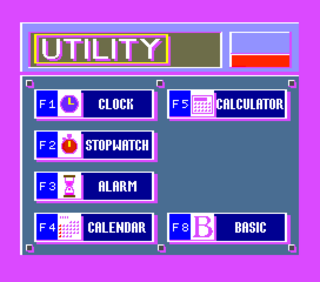 UTILITY
F1 CLOCK
F5 CALCULATOR
F2 STOPWATCH
F3 ALARM
F4 CALENDAR
F8 B BASIC